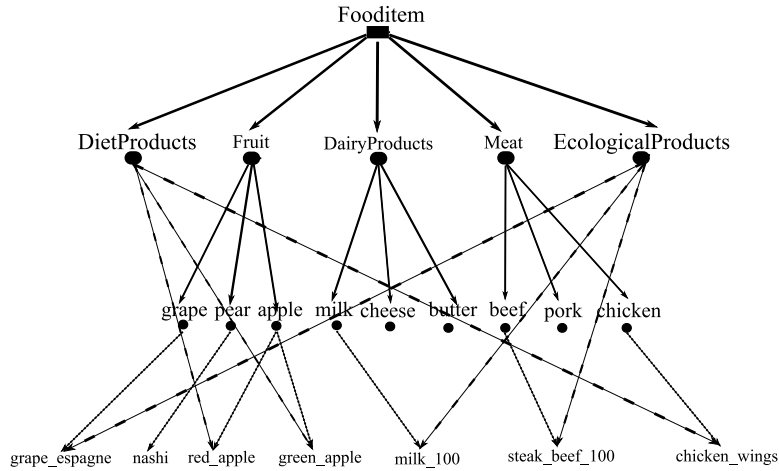 Fooditem
DietProducts Fruit DairyProducts Meat EcologicalProducts
grape pear apple milk cheese butter beef pork chicken
grape_espagne nashi red_apple green_apple milk_100 steak_beef_100 chicken_wings